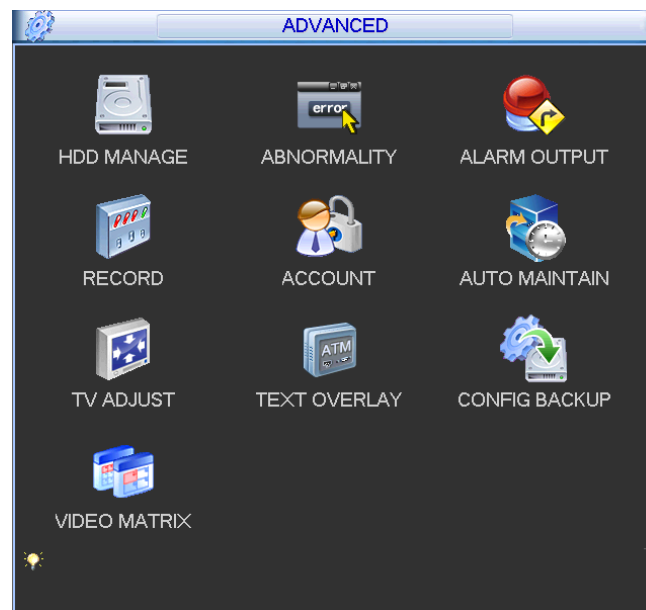 ADVANCED
error
HDD MANAGE ABNORMALITY ALARM OUTPUT
RECORD ACCOUNT AUTO MAINTAIN
ATM
TV ADJUST TEXT OVERLAY CONFIG BACKUP
VIDEO MATRIX